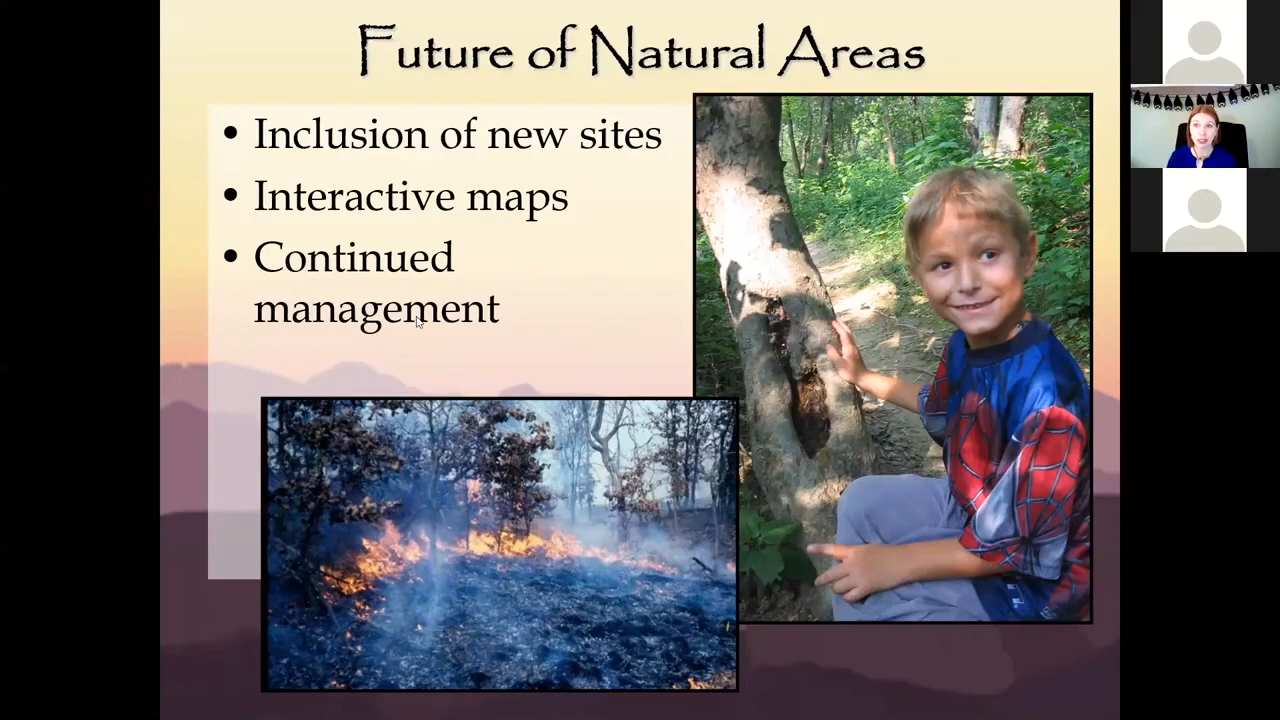 Future of Natural Areas
• Inclusion of new sites
• Interactive maps
• Continued
management